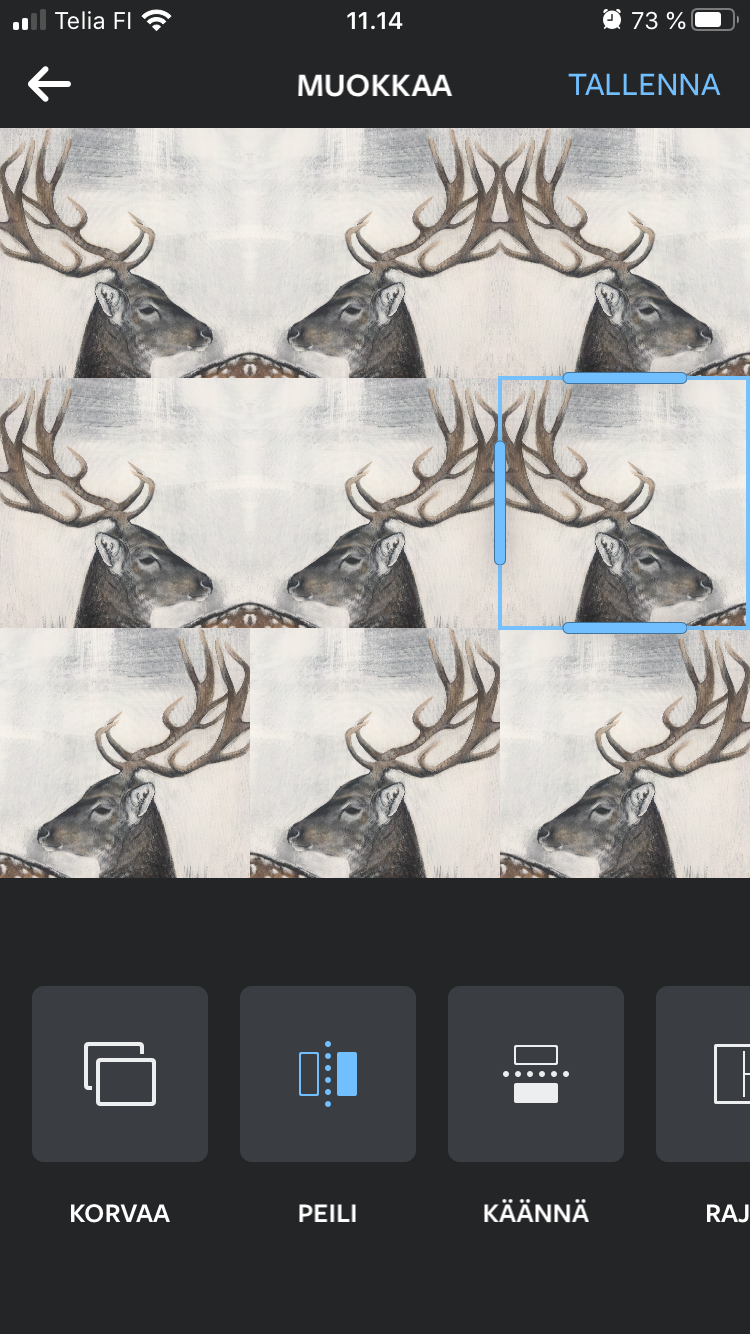 Telia FI 11.14 73 %
MUOKKAA TALLENNA
KORVAA PEILI KÄÄNNÄ RAJ